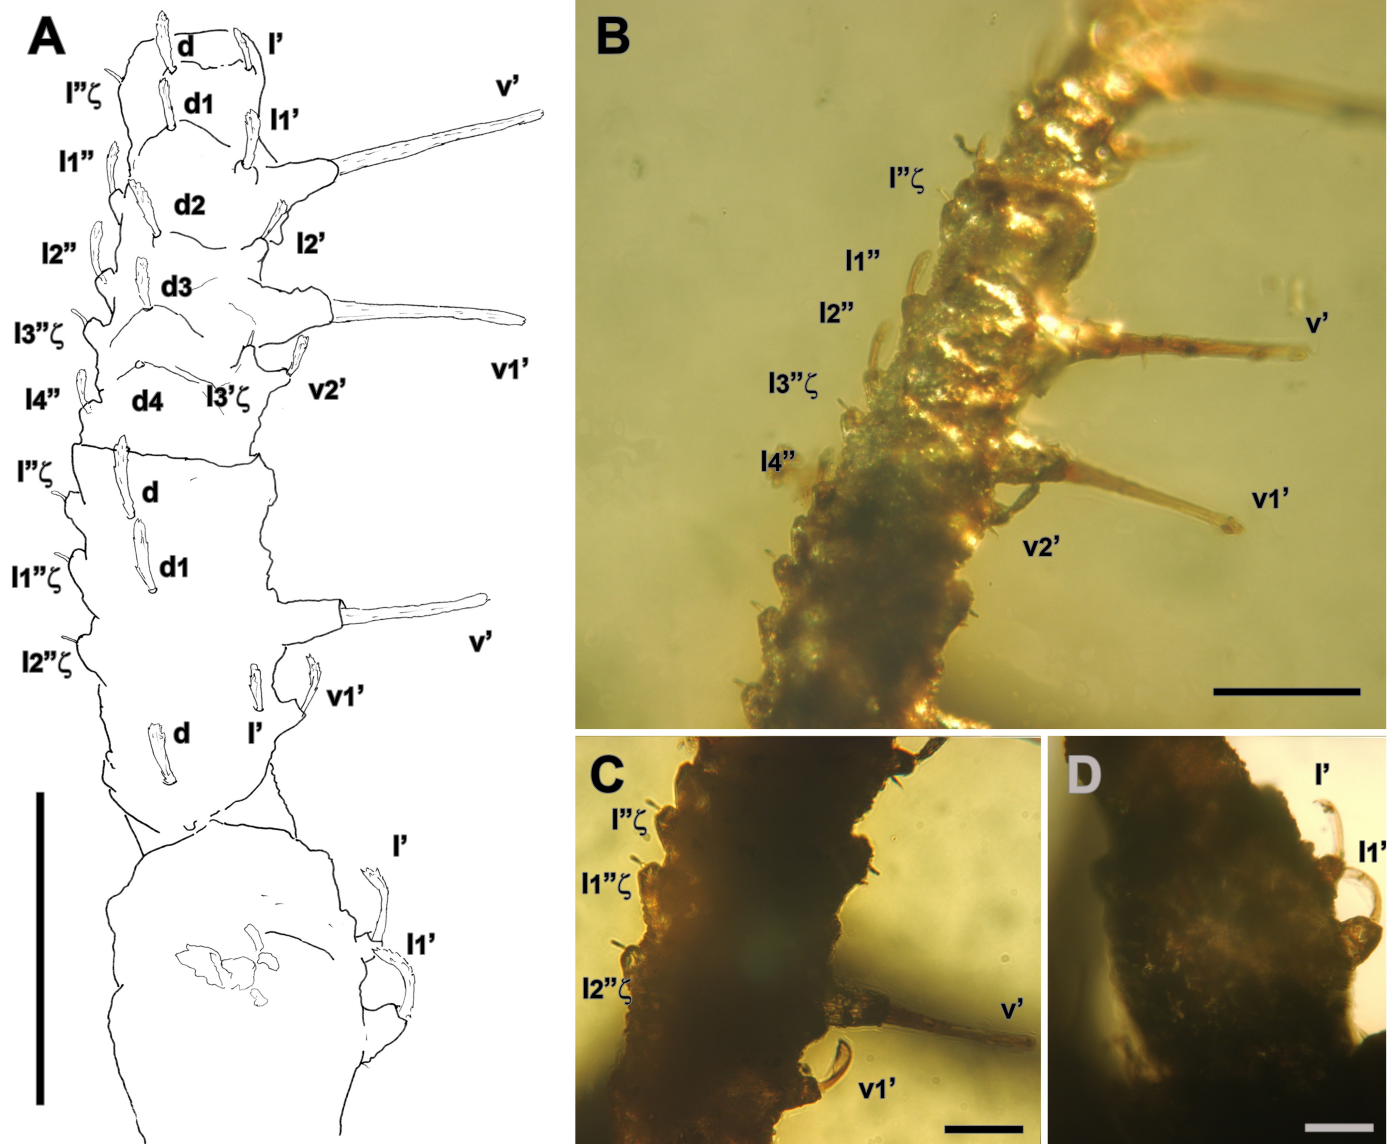 A
d
l'
l”ζ
d1
l1'
v'
l1”
d2
l2'
l2”
d3
l3”ζ
v1'
l4”
d4
l3'ζ
v2'
l”ζ
d
l1”ζ
d1
v'
l2”ζ
v1'
d
l'
l'
l1'
B
l”ζ
l1”
l2”
v'
l3”ζ
l4”
v1'
v2'
C
l”ζ
l1”ζ
l2”ζ
v'
v1'
D
l'
l1'